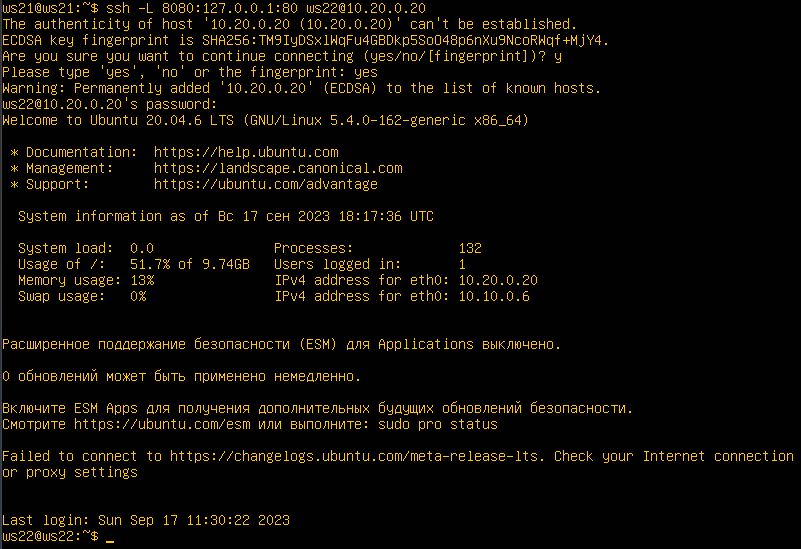 ws21@ws21:~$ ssh -L 8080:127.0.0.1:80 ws22@10.20.0.20
The authenticity of host '10.20.0.20 (10.20.0.20)' can't be established.
ECDSA key fingerprint is SHA256:TM9IyDSxlWqFu4GBDkp5SoO48p6nXu9NcoRWqf+MjY4.
Are you sure you want to continue connecting (yes/no/[fingerprint])? y
Please type 'yes', 'no' or the fingerprint: yes
Warning: Permanently added '10.20.0.20' (ECDSA) to the list of known hosts.
ws22@10.20.0.20's password:
Welcome to Ubuntu 20.04.6 LTS (GNU/Linux 5.4.0-162-generic x86_64)
* Documentation:  https://help.ubuntu.com
* Management:     https://landscape.canonical.com
* Support:        https://ubuntu.com/advantage
System information as of Вс 17 сен 2023 18:17:36 UTC
System load:  0.0               Processes:             132
Usage of /:   51.7% of 9.74GB   Users logged in:       1
Memory usage: 13%               IPv4 address for eth0: 10.20.0.20
Swap usage:   0%                IPv4 address for eth0: 10.10.0.6
Расширенное поддержание безопасности (ESM) для Applications выключено.
0 обновлений может быть применено немедленно.
Включите ESM Apps для получения дополнительных будущих обновлений безопасности.
Смотрите https://ubuntu.com/esm или выполните: sudo pro status
Failed to connect to https://changelogs.ubuntu.com/meta-release-lts. Check your Internet connection
or proxy settings
Last login: Sun Sep 17 11:30:22 2023
ws22@ws22:~$ _